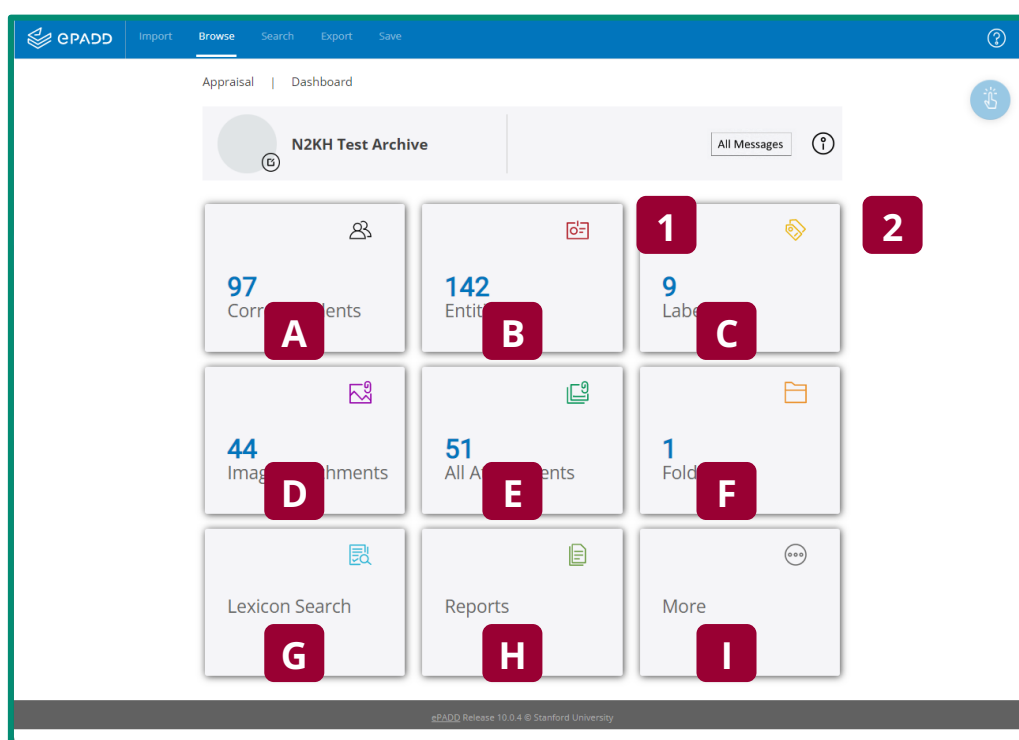 ePADD Import Browse Search Export Save
Appraisal | Dashboard
N2KH Test Archive All Messages
1 2
97 142 9
A B C
44 51 1
D E F
Lexicon Search Reports More
G H I
ePADD Release 10.0.4 © Stanford University